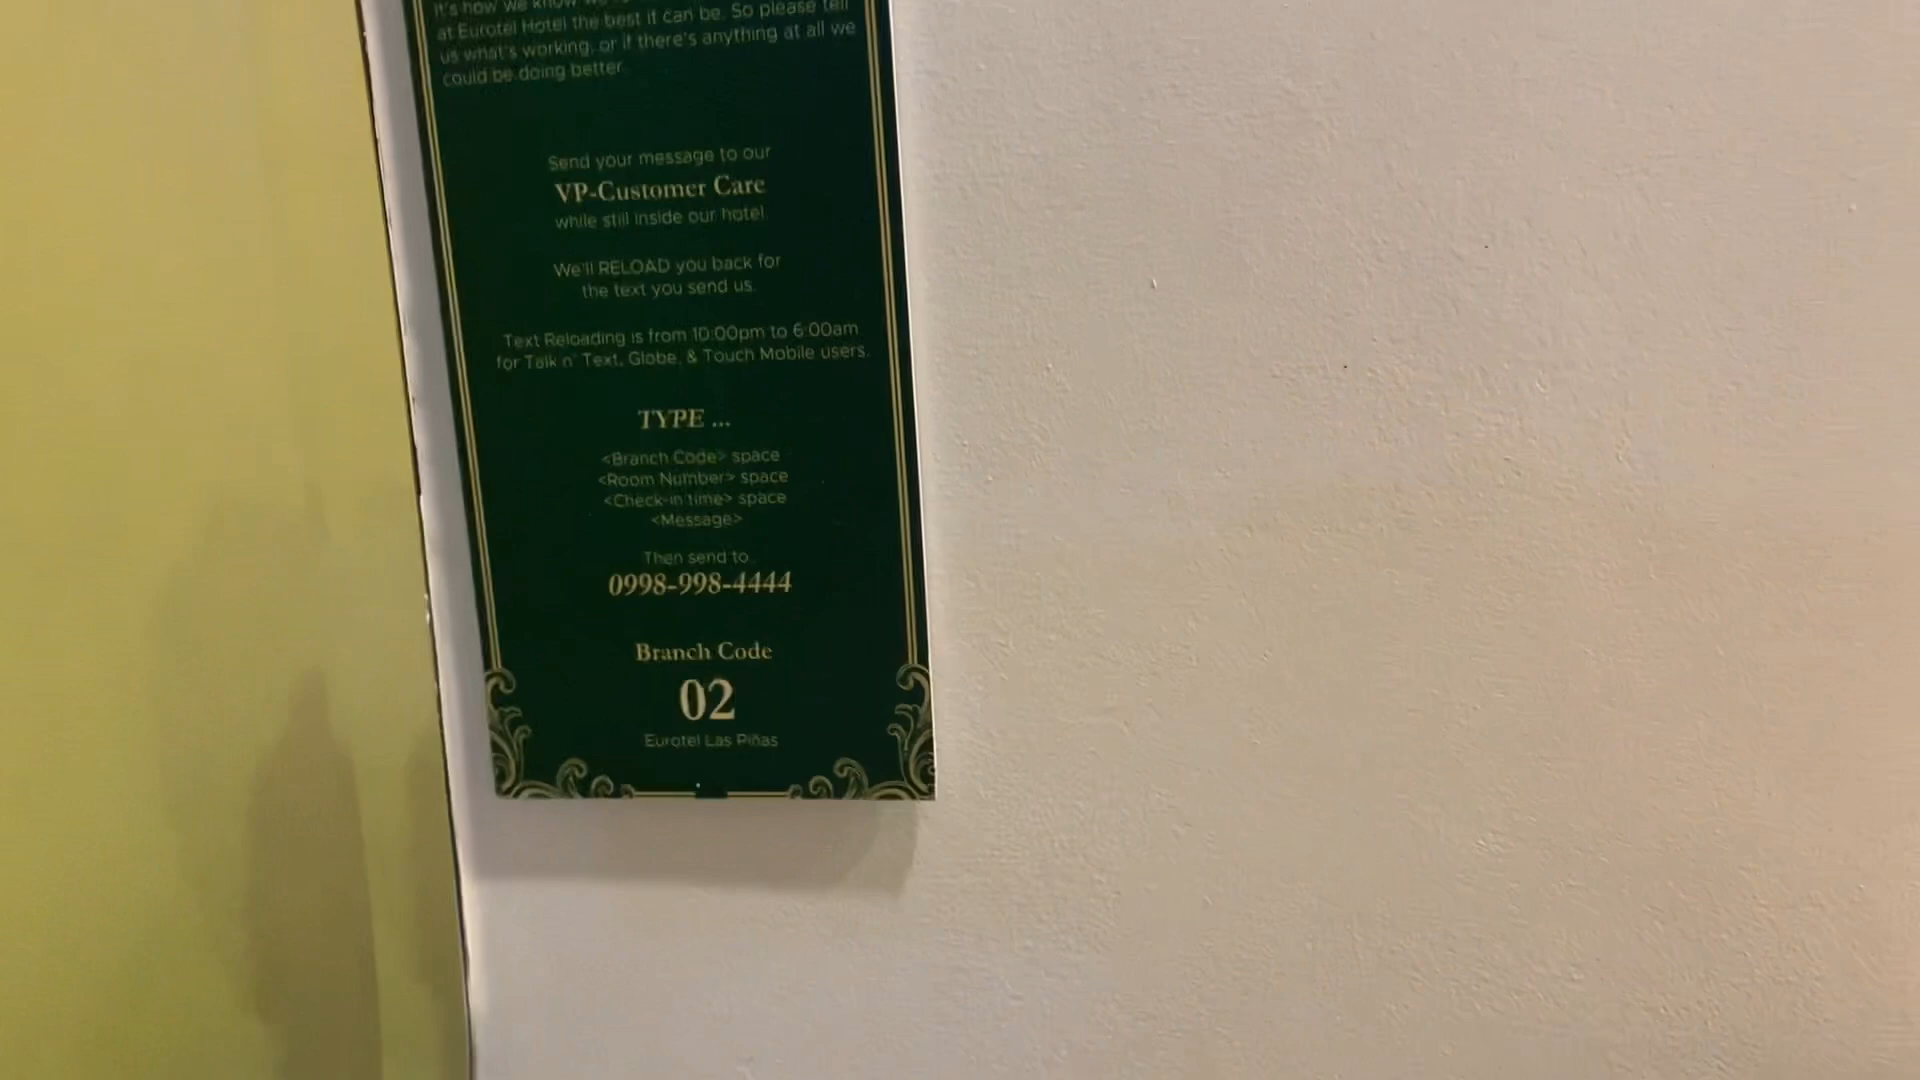 It's how we know
at Eurotel Hotel the best it can be. So please tell
us what's working, or if there's anything at all we
could be doing better.
Send your message to our
VP-Customer Care
while still inside our hotel.
We'll RELOAD you back for
the text you send us.
Text Reloading is from 10:00pm to 6:00am
for Talk n' Text, Globe, & Touch Mobile users.
TYPE ...
<Branch Code> space
<Room Number> space
<Check-in time> space
<Message>
Then send to
0998-998-4444
Branch Code
02
Eurotel Las Piñas